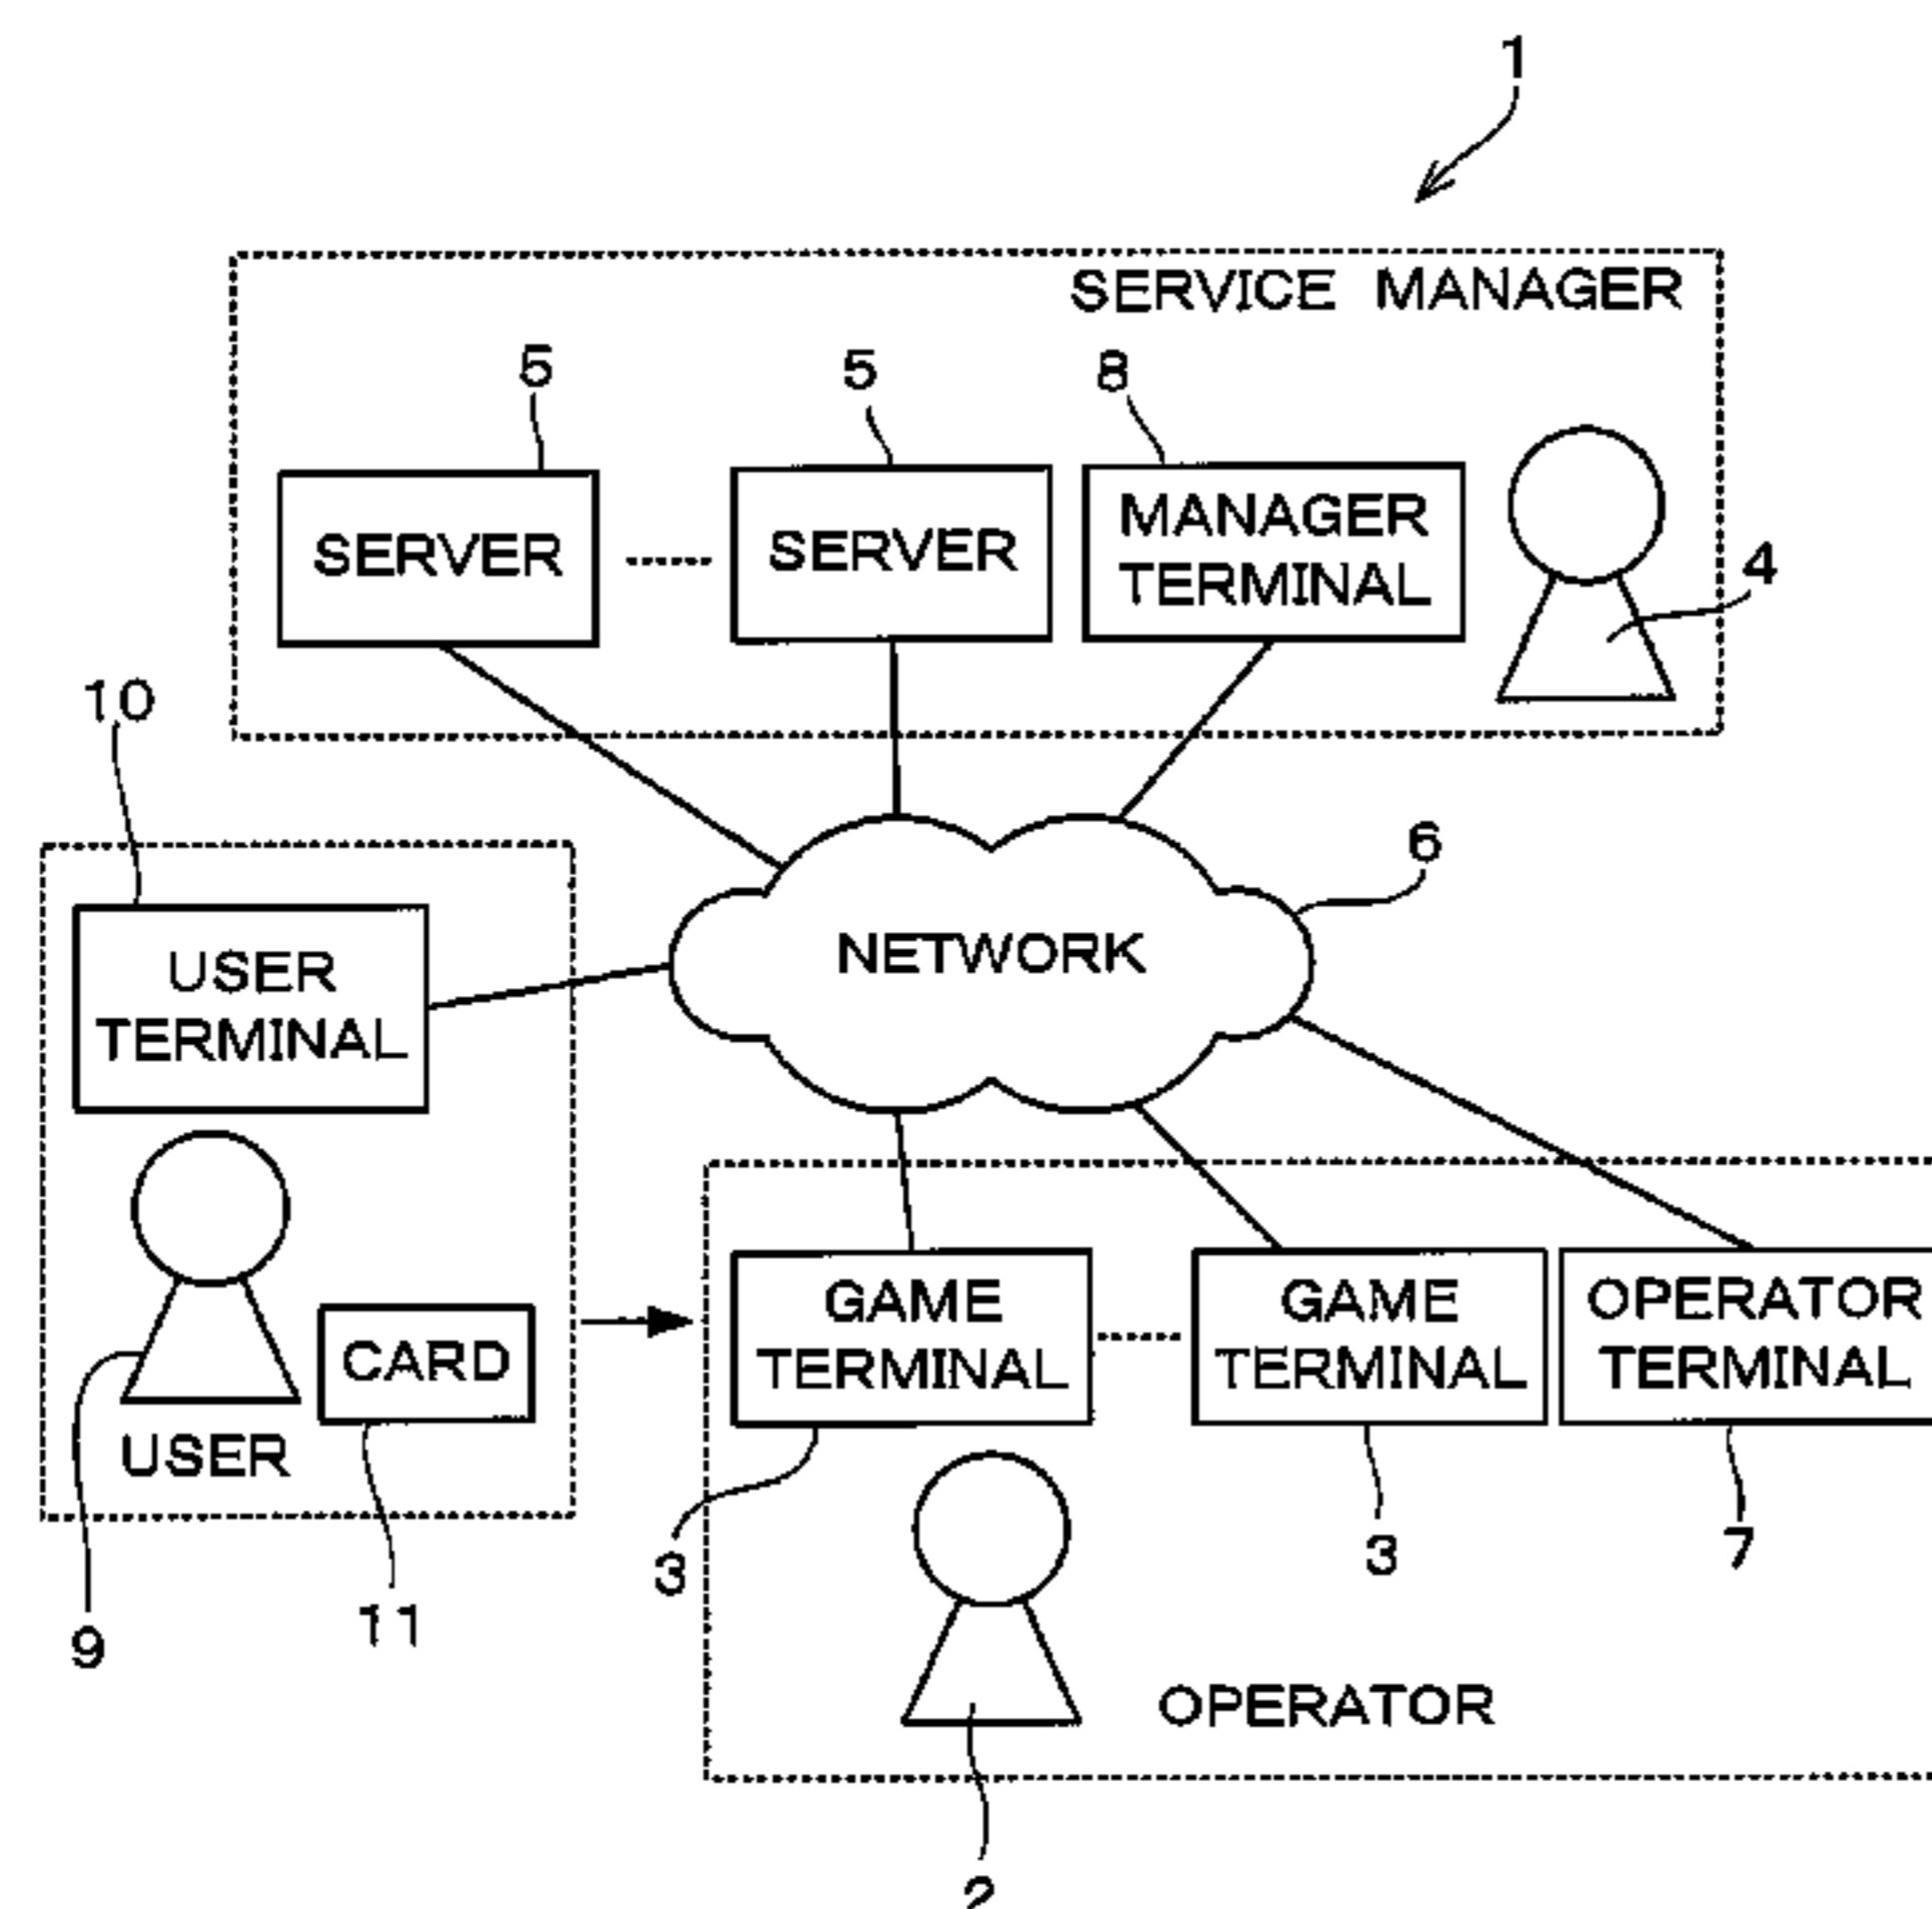 1
SERVICE MANAGER
5
5
8
SERVER
SERVER
MANAGER
TERMINAL
4
10
6
NETWORK
USER
TERMINAL
GAME
TERMINAL
GAME
TERMINAL
OPERATOR
TERMINAL
CARD
USER
3
3
7
9
11
OPERATOR
2